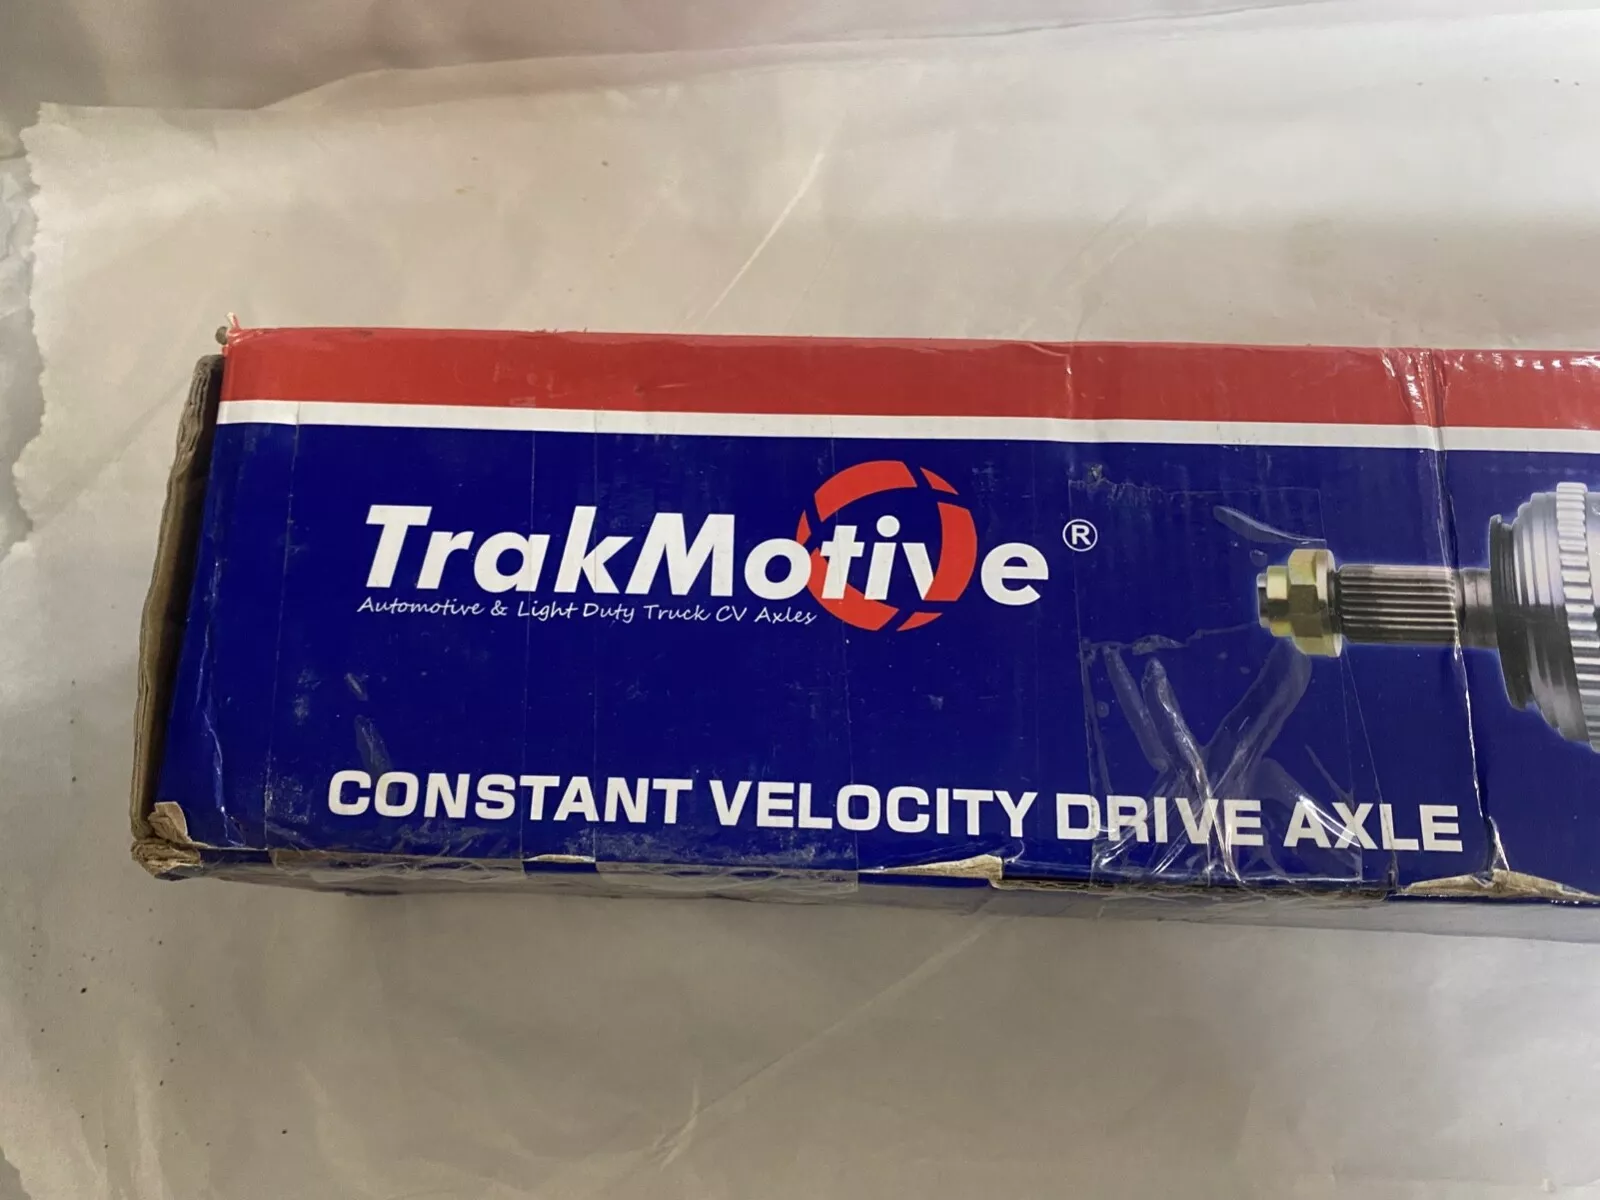 TrakMotive®
Automotive & Light Duty Truck CV Axles
CONSTANT VELOCITY DRIVE AXLE